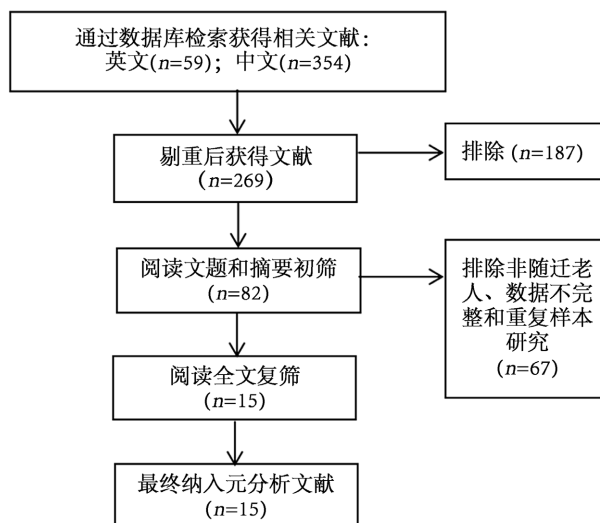 通过数据库检索获得相关文献：
英文(n=59)；中文(n=354)
剔重后获得文献
(n=269)
排除 (n=187)
阅读文题和摘要初筛
(n=82)
排除非随迁老
人、数据不完
整和重复样本
研究
(n=67)
阅读全文复筛
(n=15)
最终纳入元分析文献
(n=15)